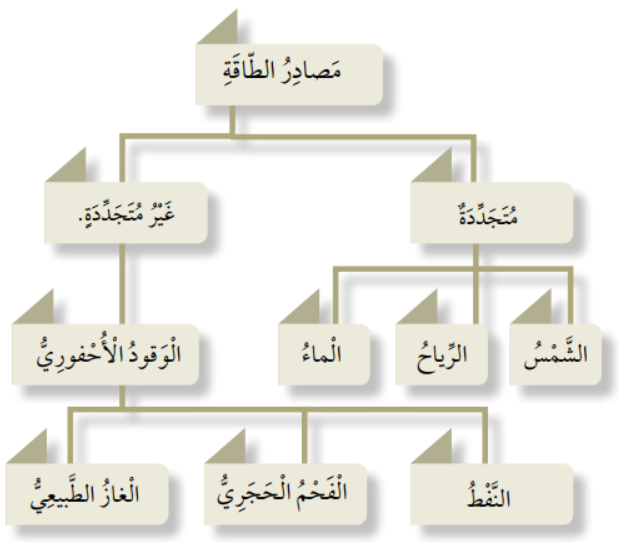 مَصادِرُ الطّاقَةِ
مُتَجَدِّدَةٌ
غَيْرُ مُتَجَدِّدَةٍ.
الشَّمْسُ
الرِّياحُ
الْماءُ
الْوَقودُ الْأُحْفورِيُّ
النَّفْطُ
الْفَحْمُ الْحَجَرِيُّ
الْغازُ الطَّبيعِيُّ